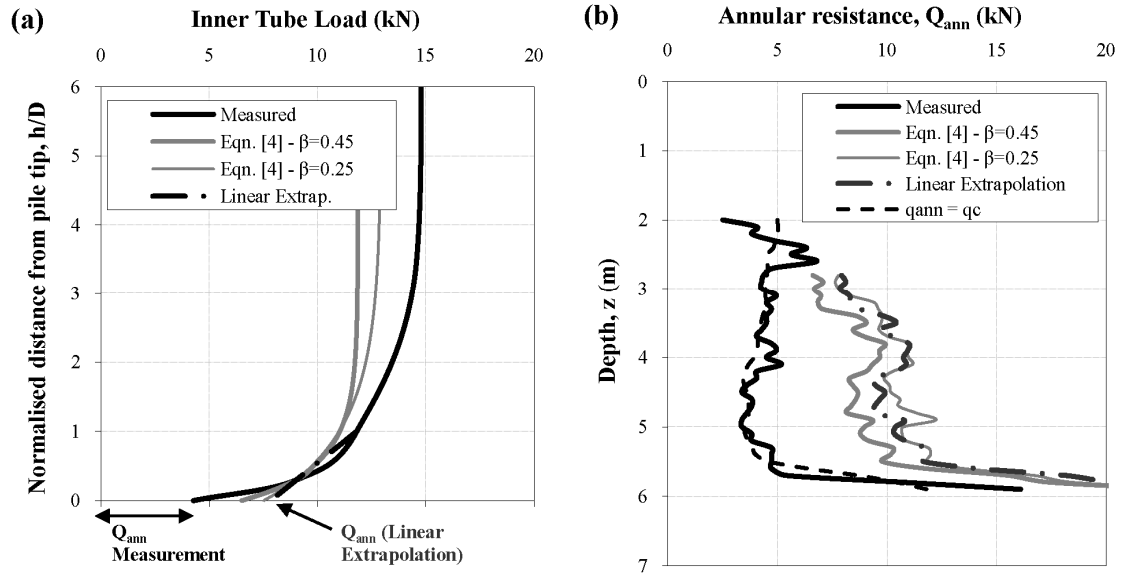 (a)
Inner Tube Load (kN)
0 5 10 15 20
Normalised distance from pile tip, h/D
6
5
4
3
2
1
0
Measured
Eqn. [4] - β=0.45
Eqn. [4] - β=0.25
Linear Extrap.
Qann
Measurement
Qann (Linear
Extrapolation)
(b)
Annular resistance, Qann (kN)
0 5 10 15 20
Depth, z (m)
0
1
2
3
4
5
6
7
Measured
Eqn. [4] - β=0.45
Eqn. [4] - β=0.25
Linear Extrapolation
qann = qc